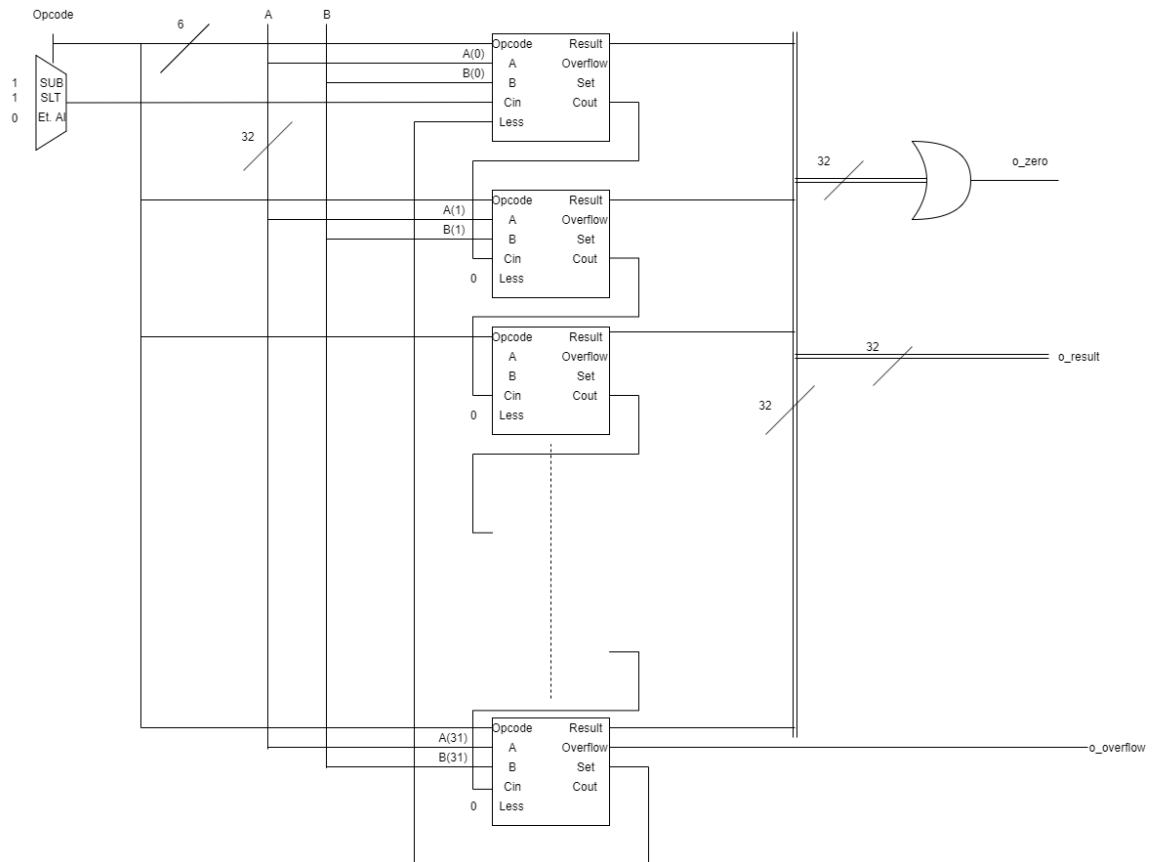 Opcode
A
B
6
1 SUB
1 SLT
0 Et. Al
32
A(0)
B(0)
Opcode Result
A Overflow
B Set
Cin Cout
Less
A(1)
B(1)
Opcode Result
A Overflow
B Set
Cin Cout
0 Less
Opcode Result
A Overflow
B Set
Cin Cout
0 Less
A(31)
B(31)
Opcode Result
A Overflow
B Set
Cin Cout
0 Less
32
o_zero
32
o_result
32
o_overflow